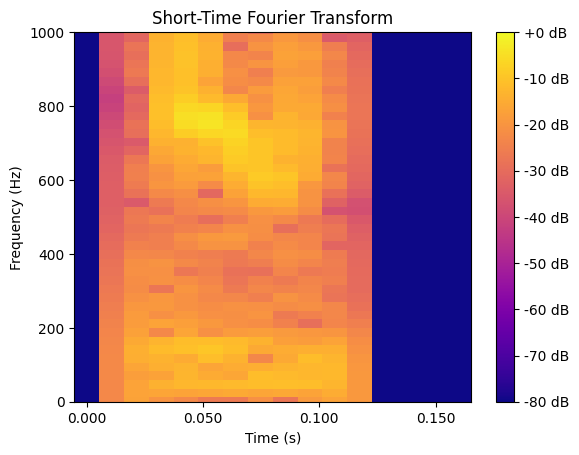 Short-Time Fourier Transform
1000
800
600
400
200
0
Frequency (Hz)
0.000
0.050
0.100
0.150
Time (s)
+0 dB
-10 dB
-20 dB
-30 dB
-40 dB
-50 dB
-60 dB
-70 dB
-80 dB